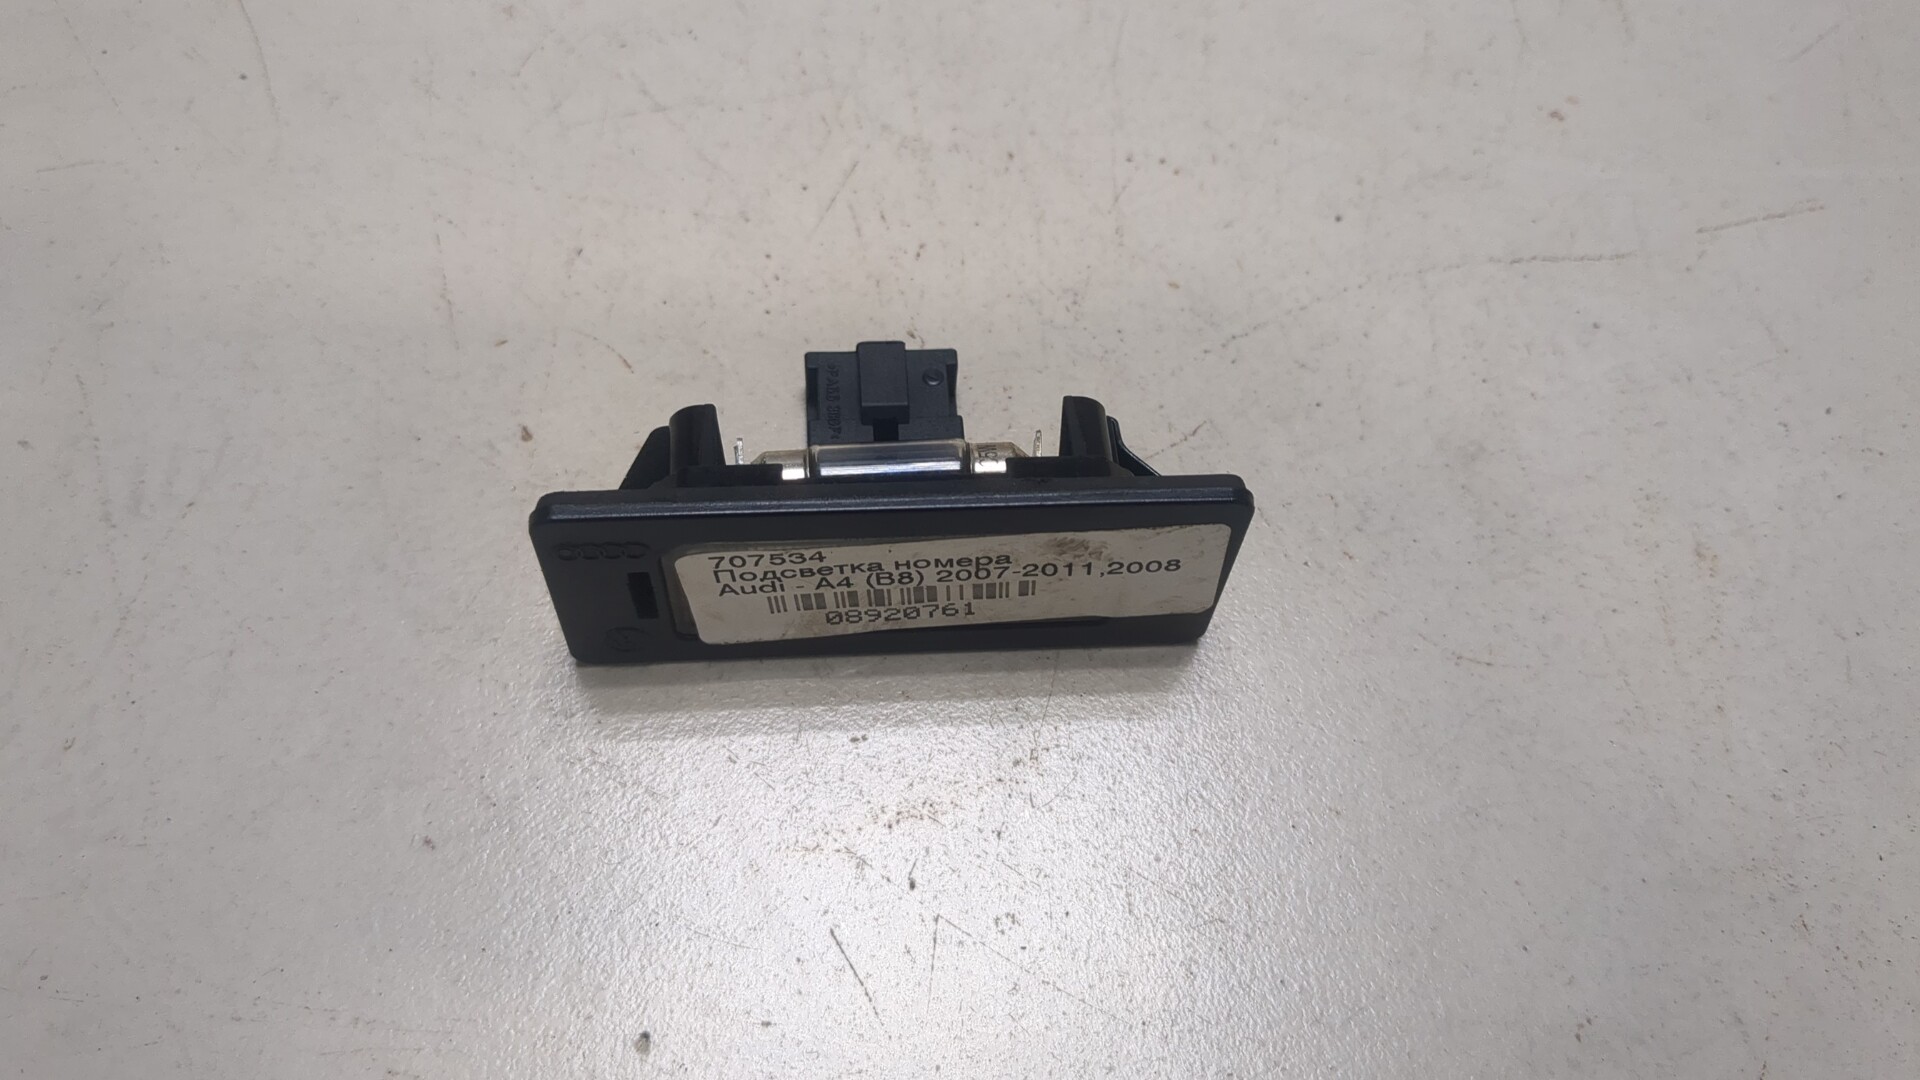 707534
Подсветка номера
Audi - A4 (B8) 2007-2011,2008
08920761